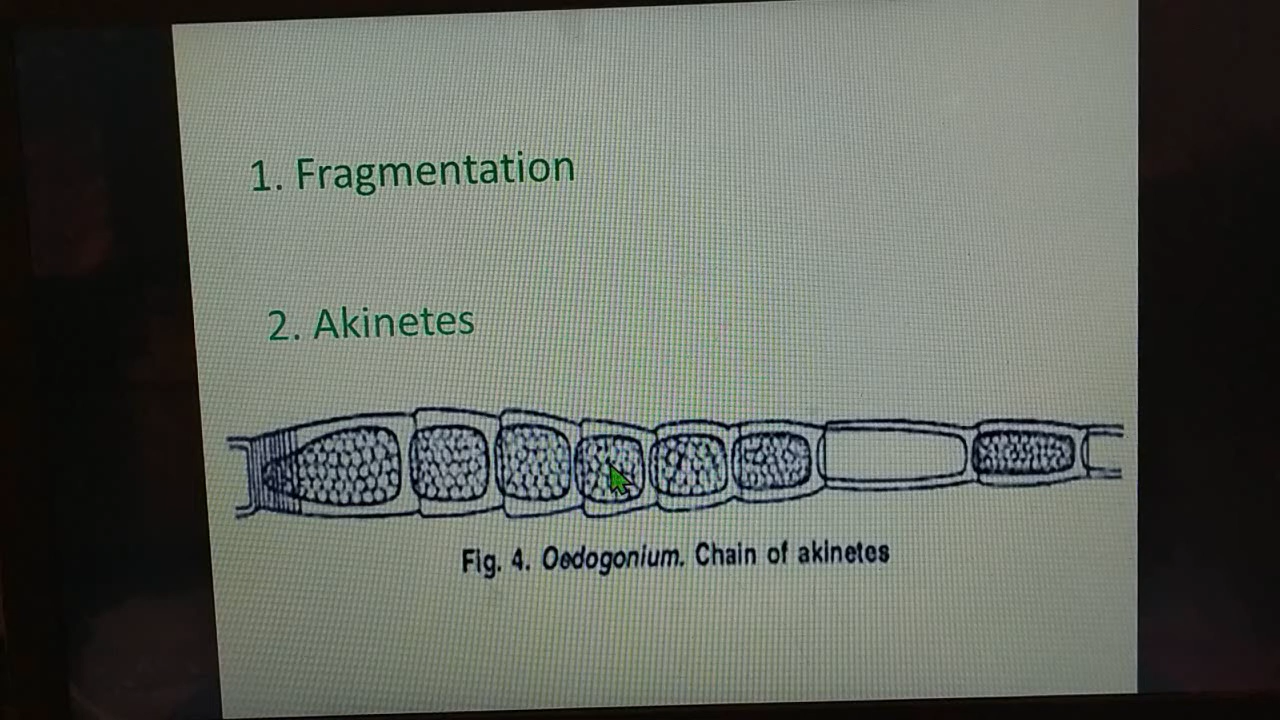 1. Fragmentation
2. Akinetes
Fig. 4. Oedogonium. Chain of akinetes